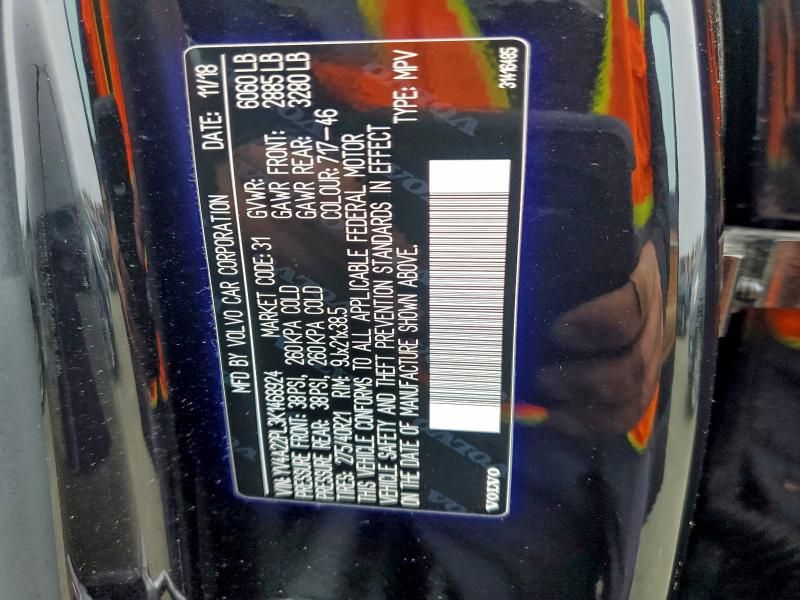 MFD BY VOLVO CAR CORPORATION DATE: 11/18
VIN: YV4A22PL3K1466924 GVWR: 6060 LB
MARKET CODE: 31 GAWR FRONT: 2885 LB
PRESSURE FRONT: 38PSI, 260KPA COLD GAWR REAR: 3280 LB
PRESSURE REAR: 38PSI, 260KPA COLD COLOUR: 717-46
TIRES: 275/40R21 RIM: 9Jx21x38.5
THIS VEHICLE CONFORMS TO ALL APPLICABLE FEDERAL MOTOR
VEHICLE SAFETY AND THEFT PREVENTION STANDARDS IN EFFECT
ON THE DATE OF MANUFACTURE SHOWN ABOVE. TYPE: MPV
VOLVO 31416485